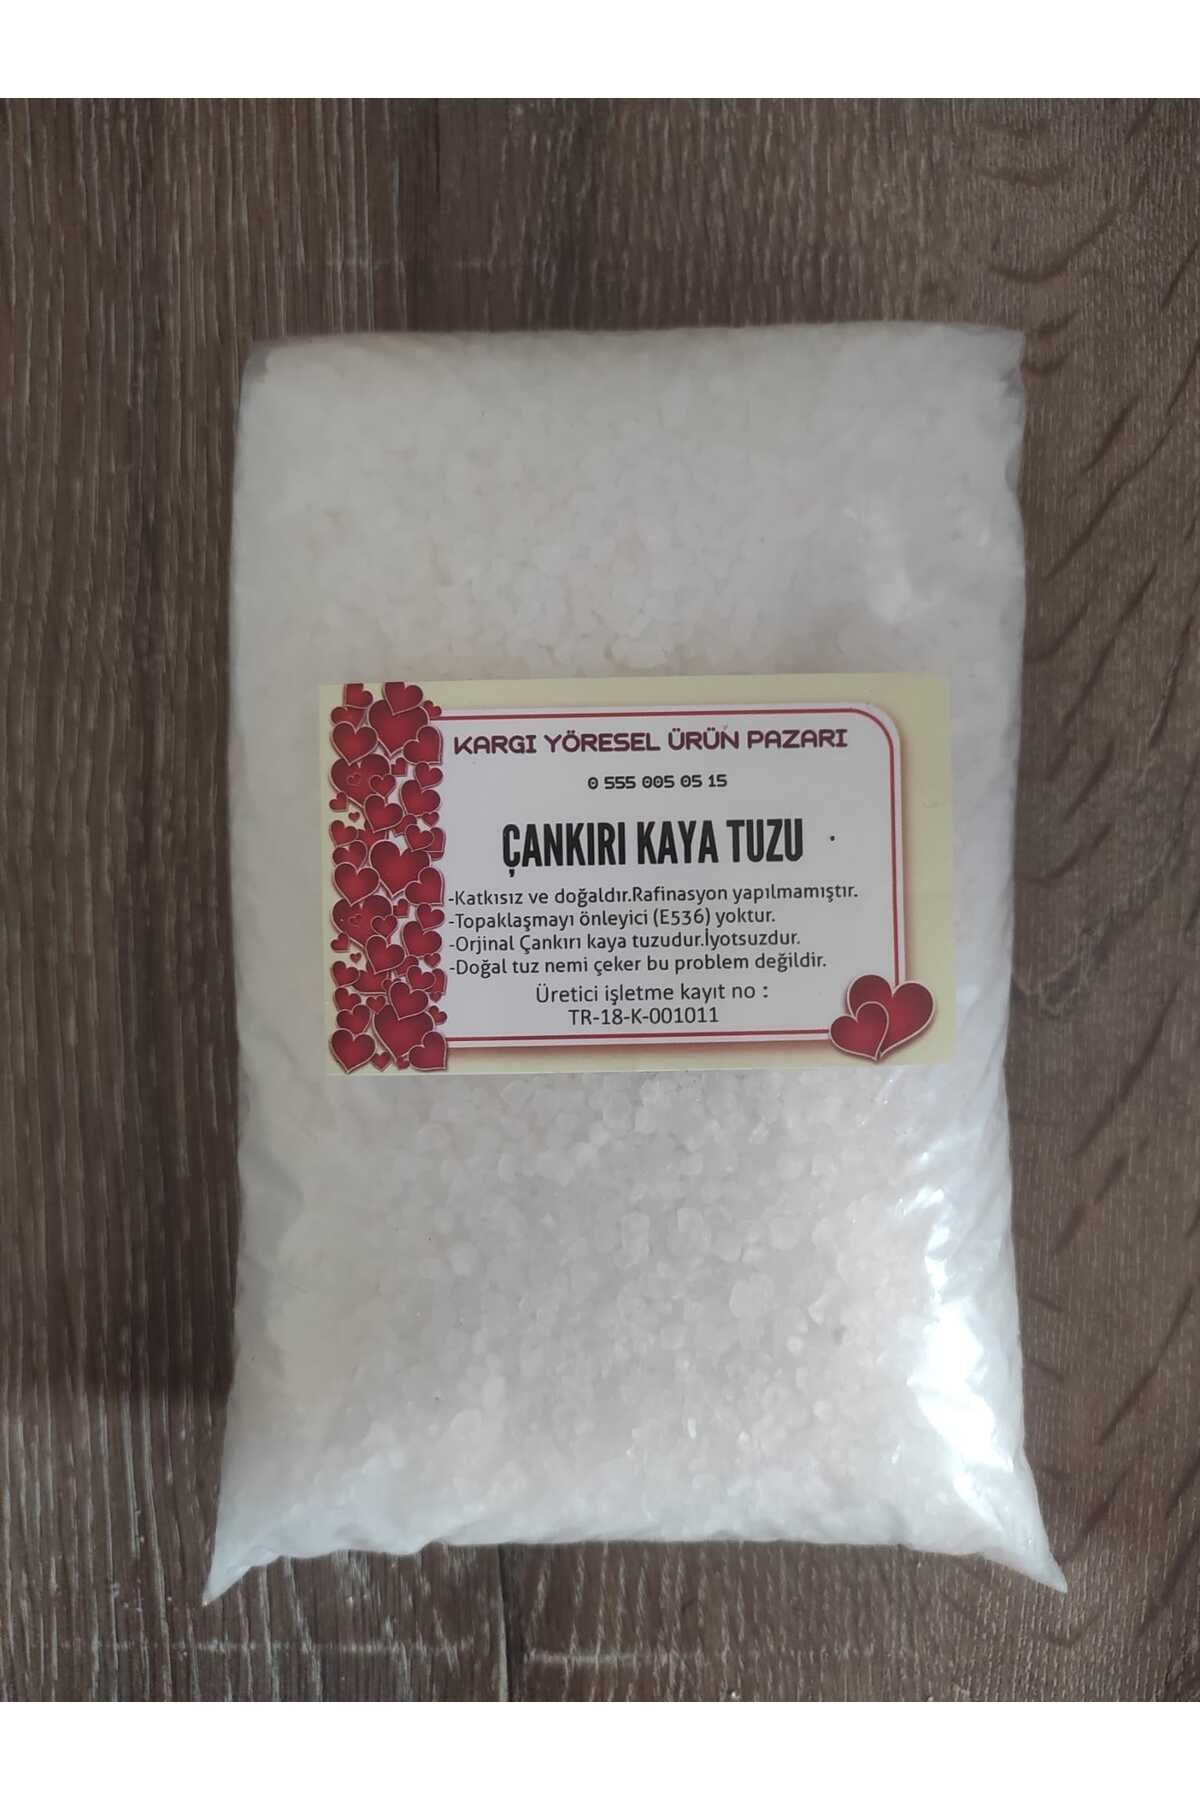 KARGI YÖRESEL ÜRÜN PAZARI
0 555 005 05 15
ÇANKIRI KAYA TUZU
-Katkısız ve doğaldır.Rafinasyon yapılmamıştır.
-Topaklaşmayı önleyici (E536) yoktur.
-Orjinal Çankırı kaya tuzudur.İyotsuzdur.
-Doğal tuz nemi çeker bu problem değildir.
Üretici işletme kayıt no :
TR-18-K-001011